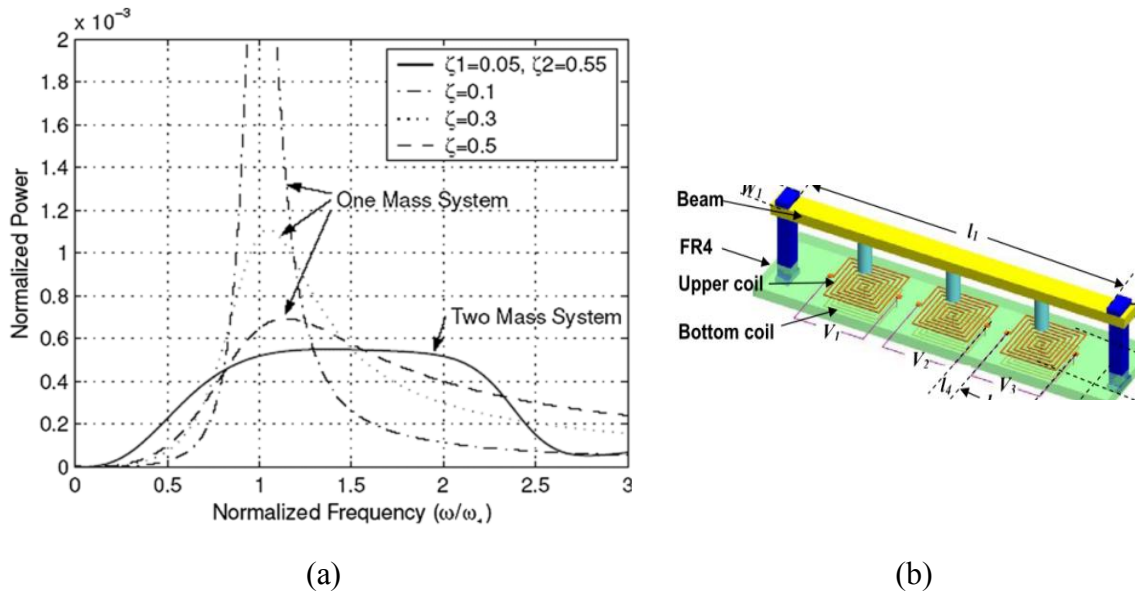 x 10⁻³
2
1.8
1.6
1.4
1.2
1
0.8
0.6
0.4
0.2
0
Normalized Power
ζ1=0.05, ζ2=0.55
ζ=0.1
ζ=0.3
ζ=0.5
One Mass System
Two Mass System
0 0.5 1 1.5 2 2.5 3
Normalized Frequency (ω/ω
(a)
Beam
FR4
Upper coil
Bottom coil
l₁
V₁
V₂
V₃
(b)